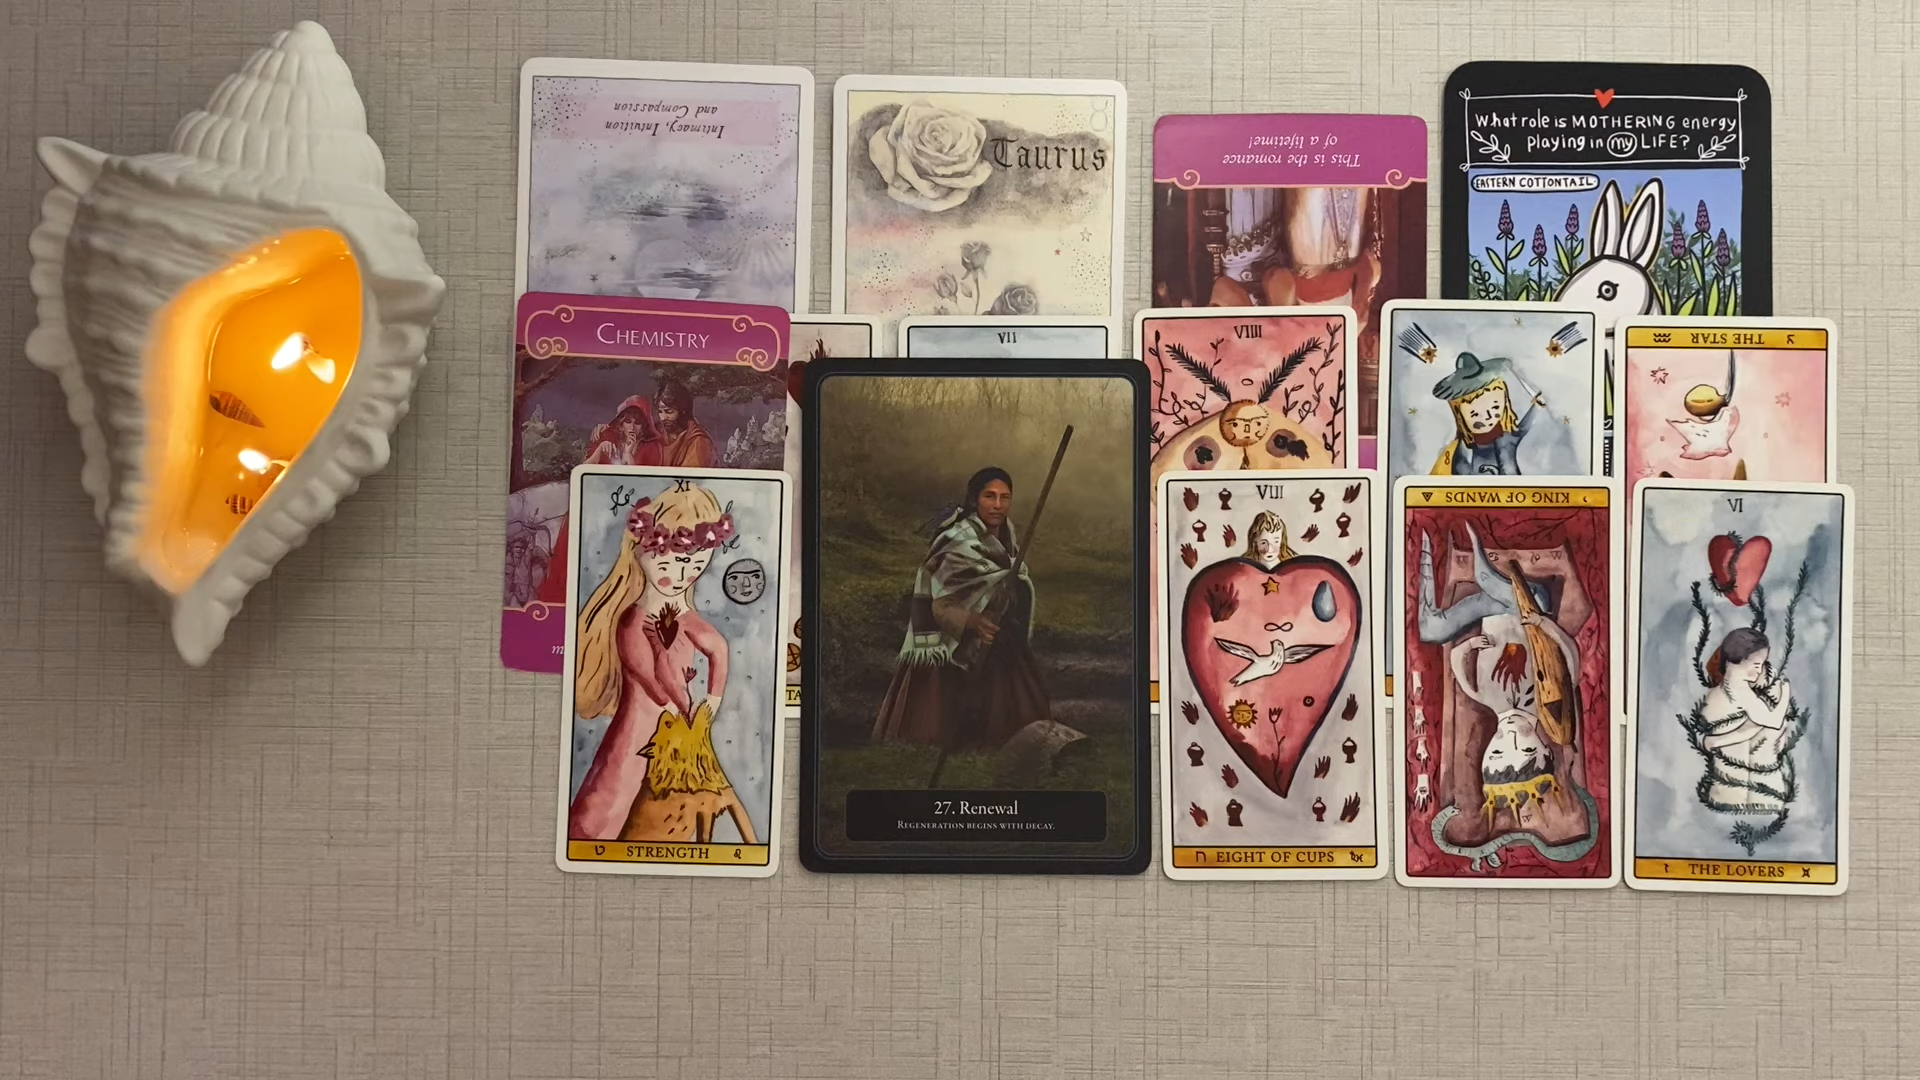 Intimacy, Intuition
and Compassion
Taurus
This is the romance
of a lifetime!
What role is MOTHERING energy
playing in my LIFE?
EASTERN COTTONTAIL
CHEMISTRY
VII
VIIII
THE STAR
XI
STRENGTH
27. Renewal
REGENERATION BEGINS WITH DECAY.
VIII
EIGHT OF CUPS
KING OF WANDS
VI
THE LOVERS